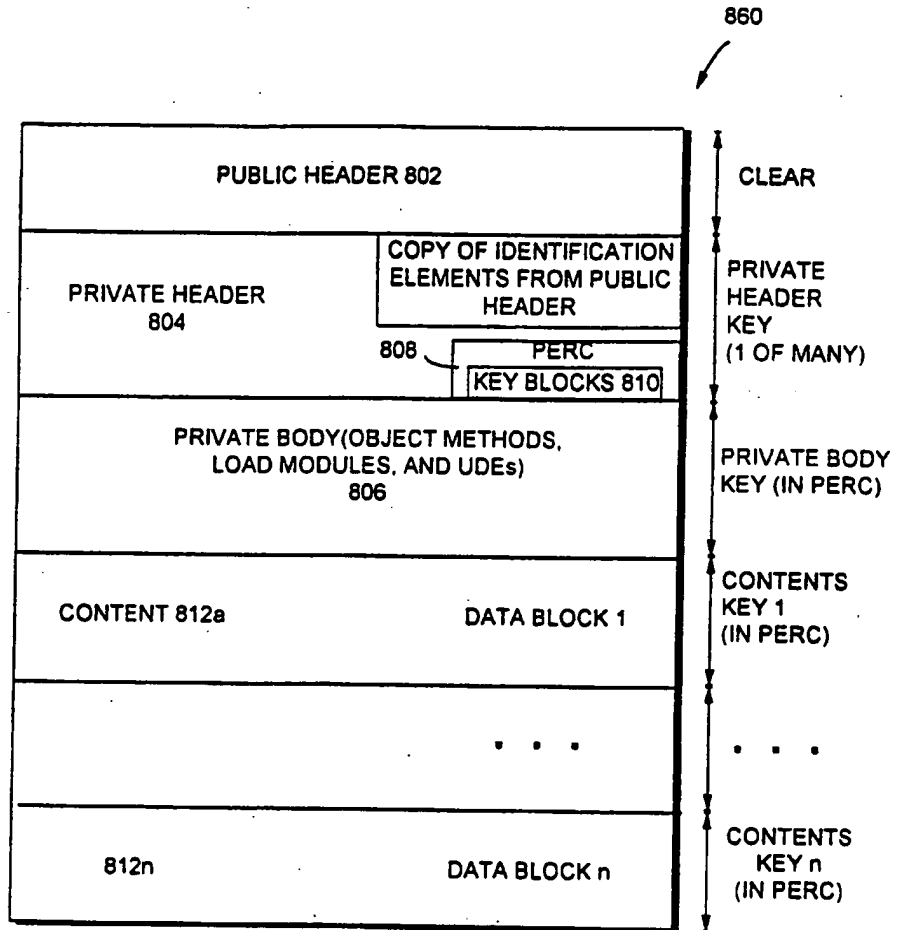 860
PUBLIC HEADER 802
CLEAR
PRIVATE HEADER
804
COPY OF IDENTIFICATION
ELEMENTS FROM PUBLIC
HEADER
808
PERC
KEY BLOCKS 810
PRIVATE
HEADER
KEY
(1 OF MANY)
PRIVATE BODY(OBJECT METHODS,
LOAD MODULES, AND UDEs)
806
PRIVATE BODY
KEY (IN PERC)
CONTENT 812a
DATA BLOCK 1
CONTENTS
KEY 1
(IN PERC)
. . .
. . .
812n
DATA BLOCK n
CONTENTS
KEY n
(IN PERC)